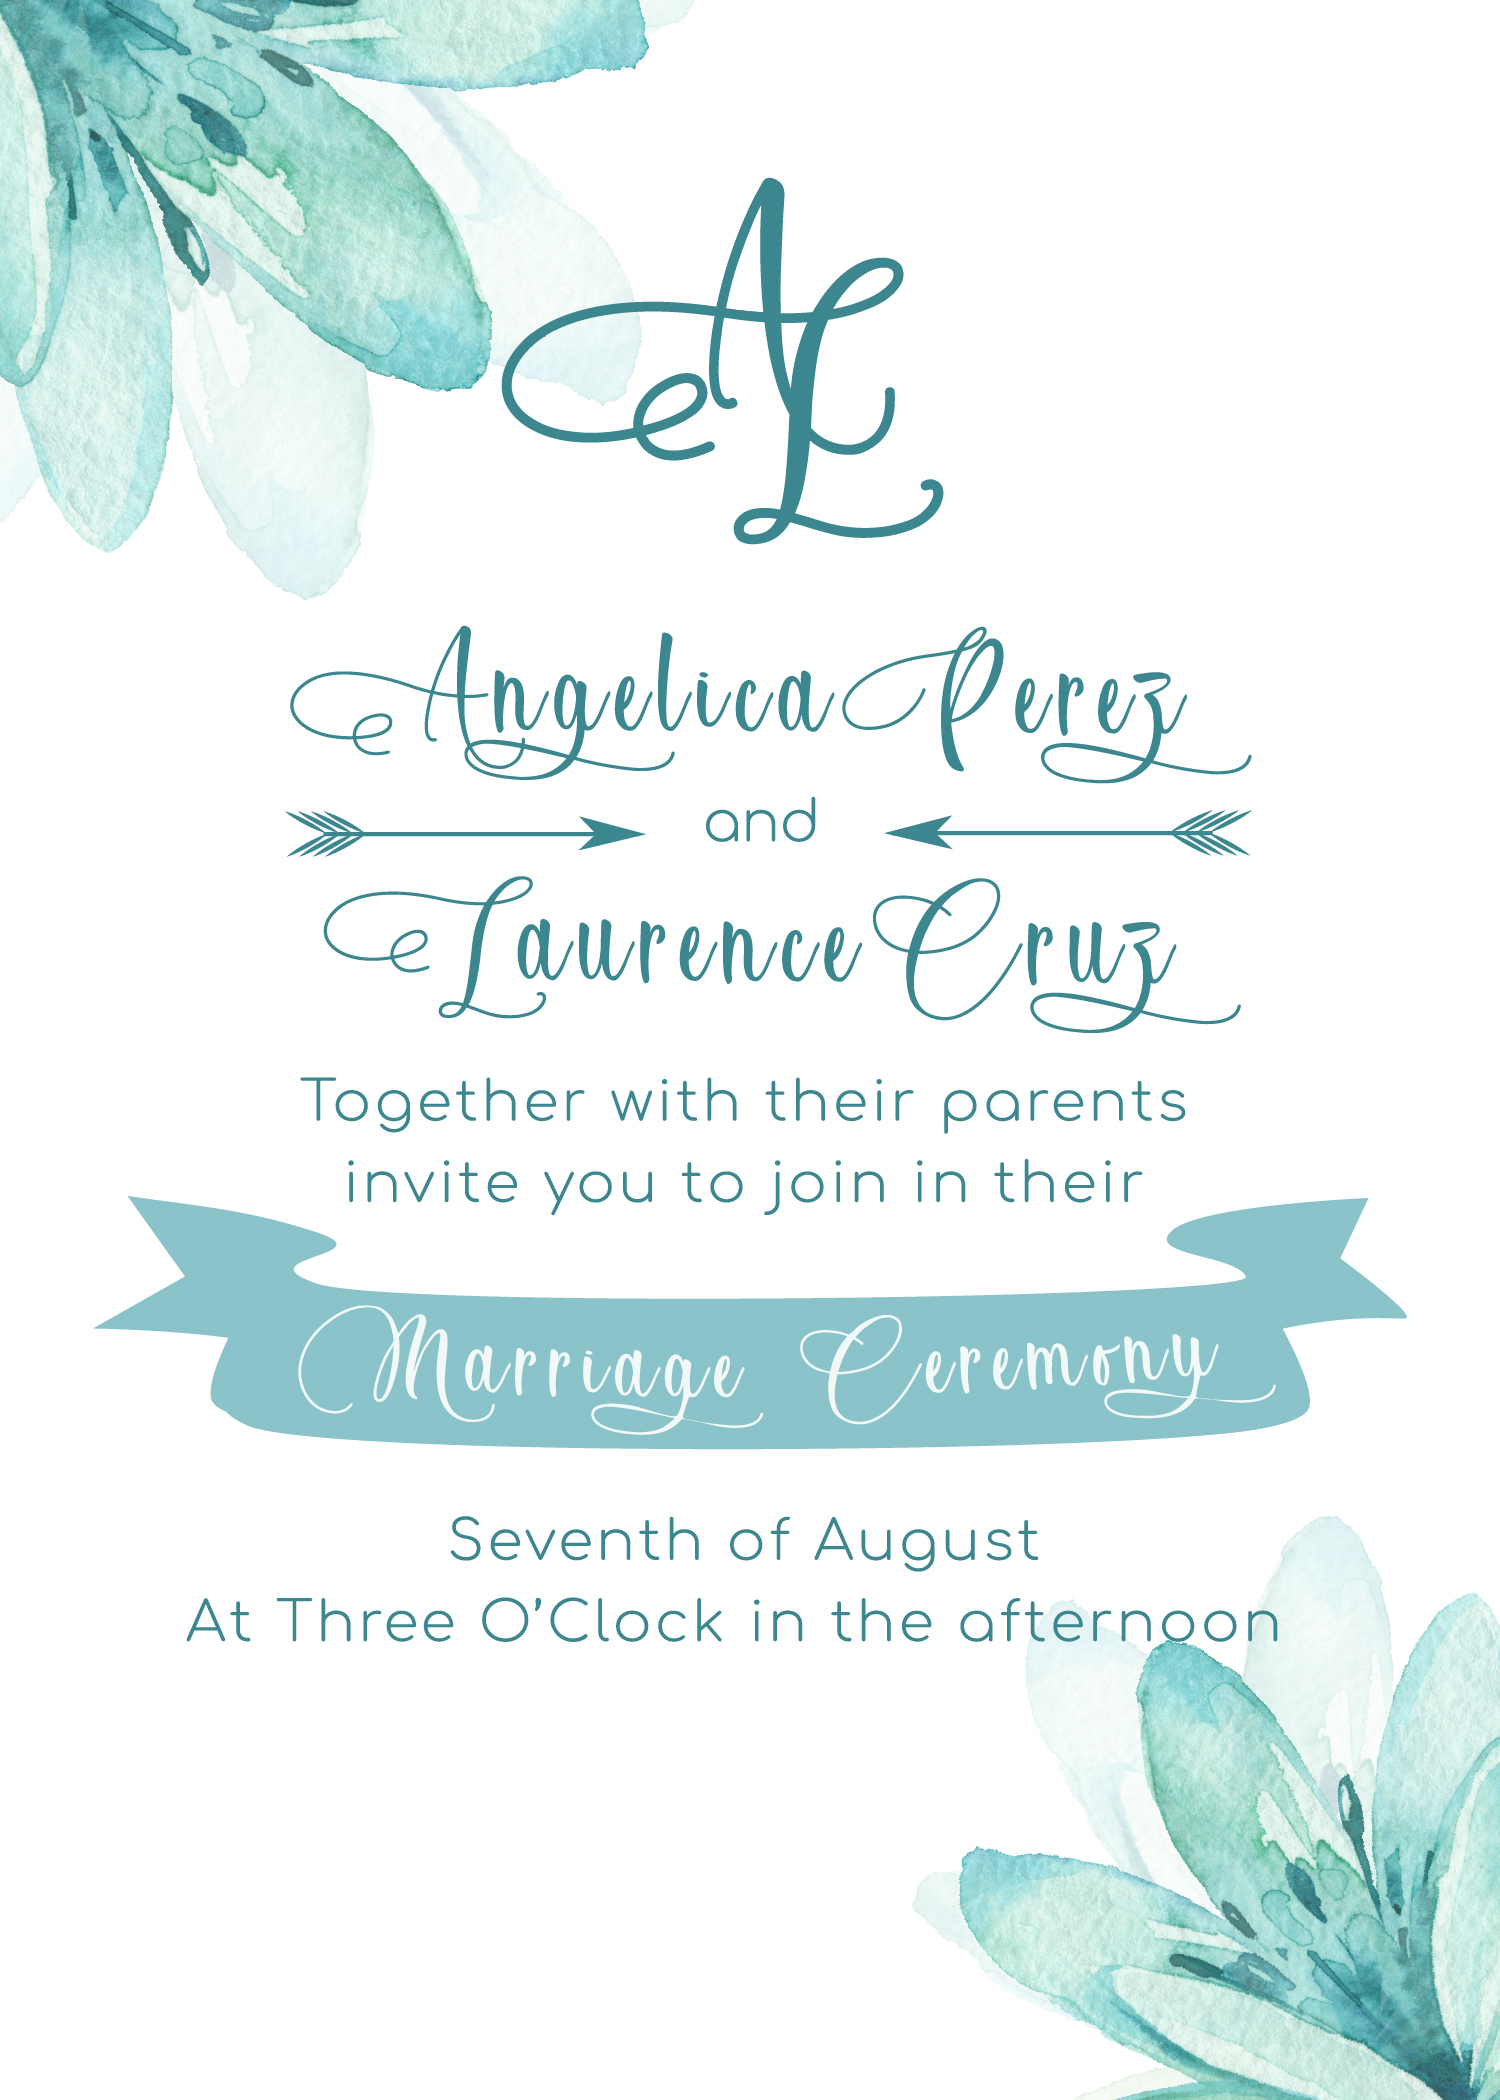 AL
Angelica Perez
and
Laurence Cruz
Together with their parents
invite you to join in their
Marriage Ceremony
Seventh of August
At Three O’Clock in the afternoon